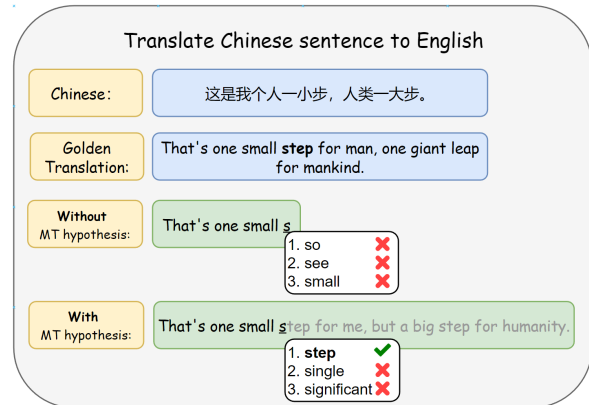 Translate Chinese sentence to English
Chinese:
这是我个人一小步，人类一大步。
Golden
Translation:
That's one small step for man, one giant leap
for mankind.
Without
MT hypothesis:
That's one small s
1. so
2. see
3. small
With
MT hypothesis:
That's one small step for me, but a big step for humanity.
1. step
2. single
3. significant